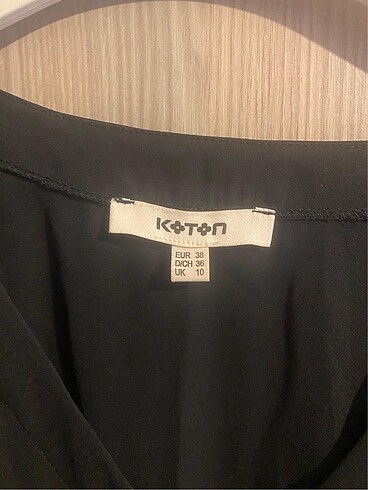 KOTON
EUR 38
D/CH 36
UK 10